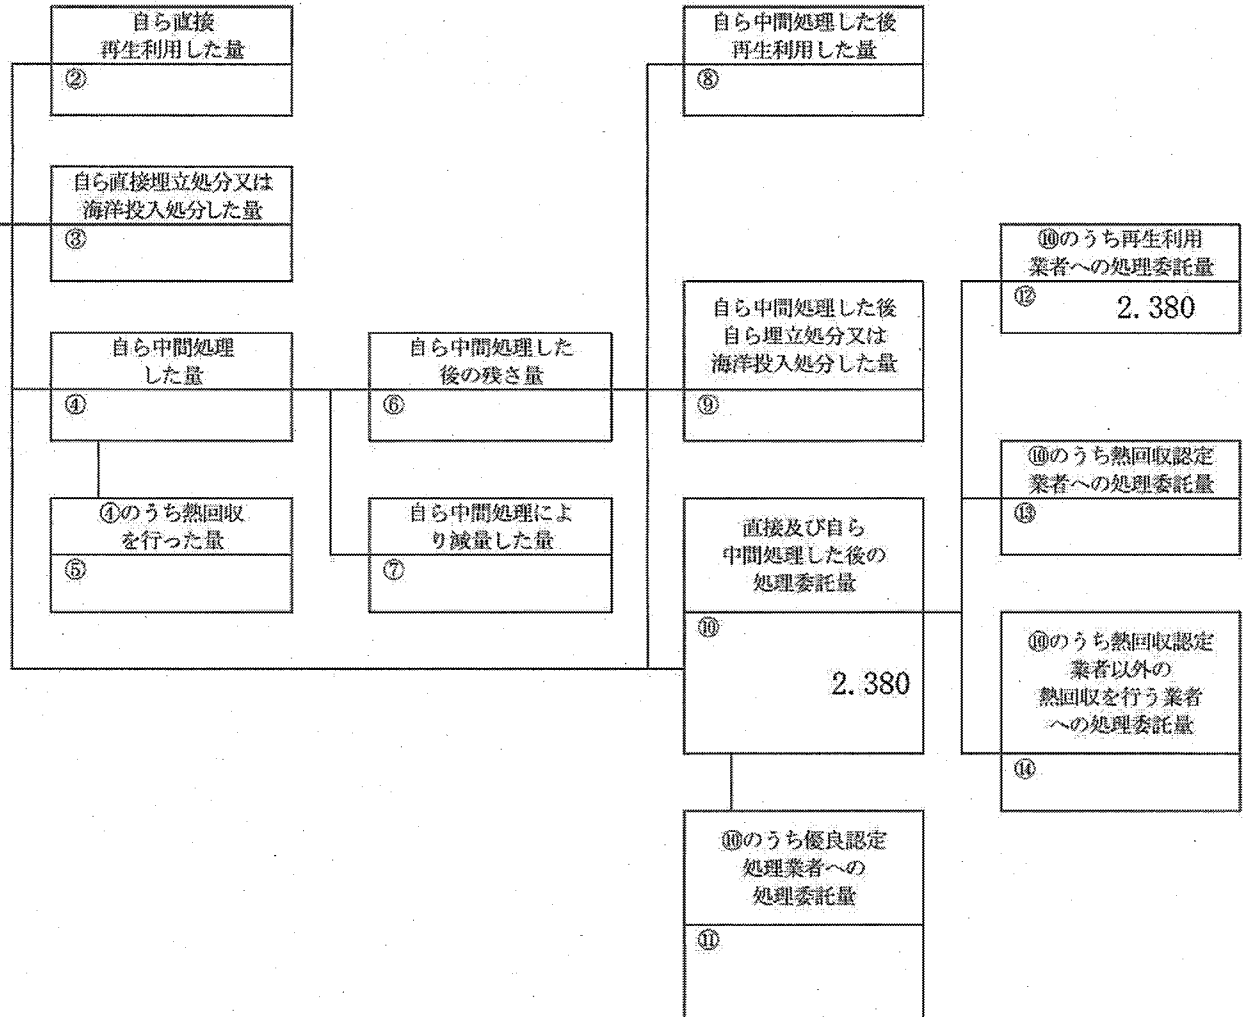 自ら直接
再生利用した量
②
自ら中間処理した後
再生利用した量
⑧
自ら直接埋立処分又は
海洋投入処分した量
③
⑩のうち再生利用
業者への処理委託量
⑫ 2.380
自ら中間処理した後
自ら埋立処分又は
海洋投入処分した量
⑨
自ら中間処理
した量
④
自ら中間処理した
後の残さ量
⑥
⑩のうち熱回収認定
業者への処理委託量
⑬
④のうち熱回収
を行った量
⑤
自ら中間処理によ
り減量した量
⑦
直接及び自ら
中間処理した後の
処理委託量
⑩
2.380
⑩のうち熱回収認定
業者以外の
熱回収を行う業者
への処理委託量
⑭
⑩のうち優良認定
処理業者への
処理委託量
⑪